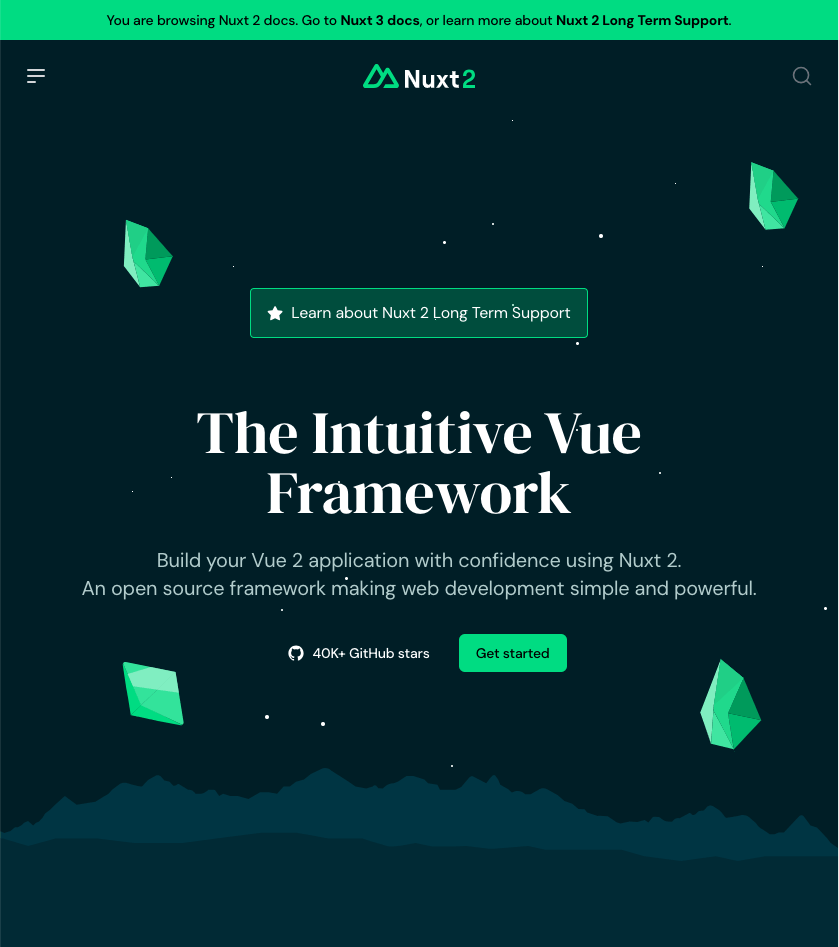 You are browsing Nuxt 2 docs. Go to Nuxt 3 docs, or learn more about Nuxt 2 Long Term Support.
Nuxt 2
Learn about Nuxt 2 Long Term Support
The Intuitive Vue
Framework
Build your Vue 2 application with confidence using Nuxt 2.
An open source framework making web development simple and powerful.
40K+ GitHub stars
Get started